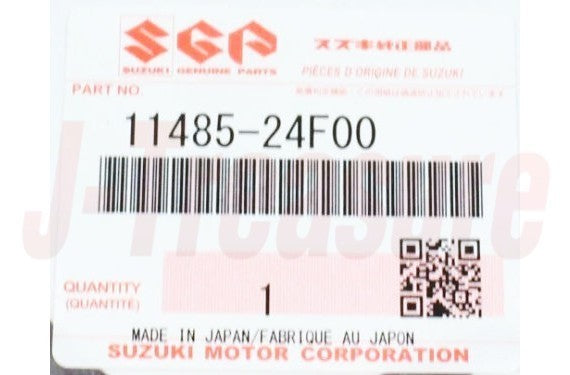 SGP
スズキ純正部品
SUZUKI GENUINE PARTS
PIÈCES D'ORIGINE DE SUZUKI
PART NO.
11485-24F00
J-Treasure
QUANTITY
(QUANTITÉ)
1
MADE IN JAPAN/FABRIQUE AU JAPON
SUZUKI MOTOR CORPORATION